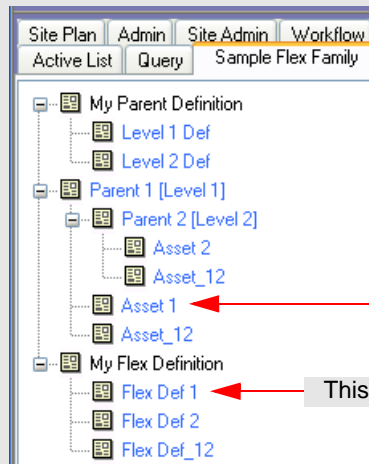 Site Plan Admin Site Admin Workflow
Active List Query Sample Flex Family
My Parent Definition
Level 1 Def
Level 2 Def
Parent 1 [Level 1]
Parent 2 [Level 2]
Asset 2
Asset_12
Asset 1
Asset_12
My Flex Definition
Flex Def 1 This
Flex Def 2
Flex Def_12